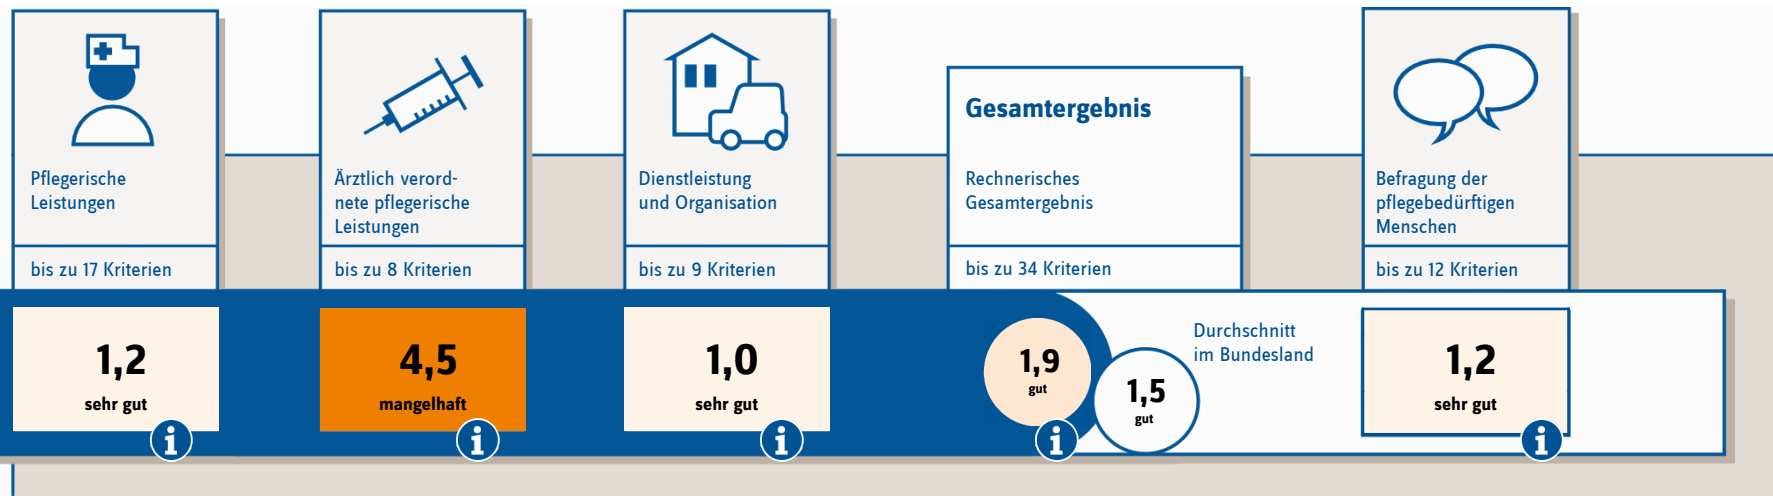 Pflegerische
Leistungen
bis zu 17 Kriterien
1,2
sehr gut
i
Ärztlich verord-
nete pflegerische
Leistungen
bis zu 8 Kriterien
4,5
mangelhaft
i
Dienstleistung
und Organisation
bis zu 9 Kriterien
1,0
sehr gut
i
Gesamtergebnis
Rechnerisches
Gesamtergebnis
bis zu 34 Kriterien
1,9
gut
i
1,5
gut
Durchschnitt
im Bundesland
Befragung der
pflegebedürftigen
Menschen
bis zu 12 Kriterien
1,2
sehr gut
i